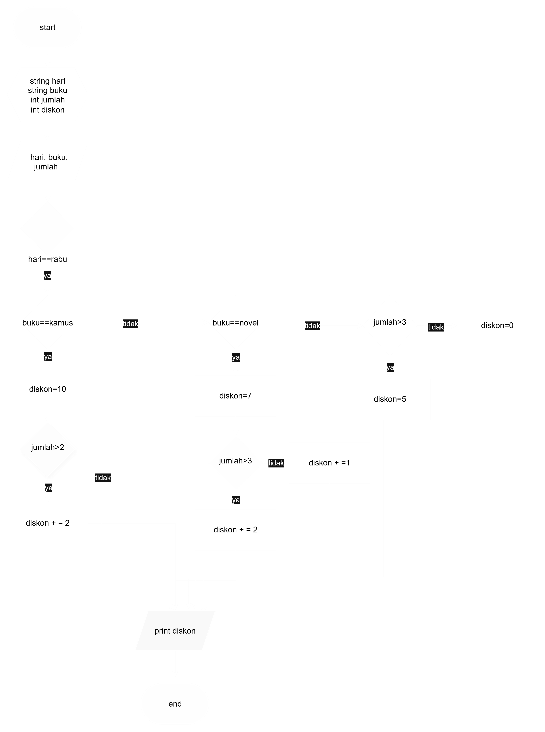 start
string hari
string buku
int jumlah
int diskon
hari, buku,
jumlah
hari==rabu
ya
buku==kamus
tidak
buku==novel
tidak
jumlah>3
tidak
diskon=0
ya
ya
ya
diskon=10
diskon=7
diskon=5
jumlah>2
jumlah>3
tidak
diskon + =1
tidak
ya
ya
diskon + = 2
diskon + = 2
print diskon
end